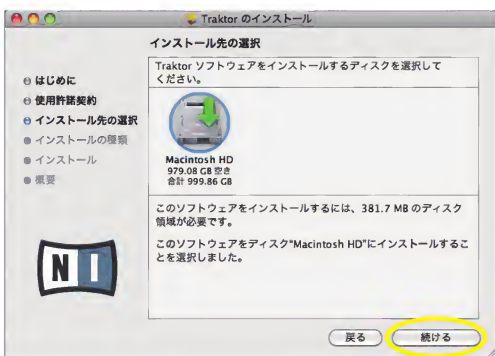 Traktor のインストール
インストール先の選択
はじめに
使用許諾契約
インストール先の選択
インストールの種類
インストール
概要
Traktor ソフトウェアをインストールするディスクを選択して
ください。
Macintosh HD
979.08 GB 空き
合計 999.86 GB
このソフトウェアをインストールするには、381.7 MB のディスク
領域が必要です。
このソフトウェアをディスク"Macintosh HD"にインストールするこ
とを選択しました。
NI
戻る
続ける